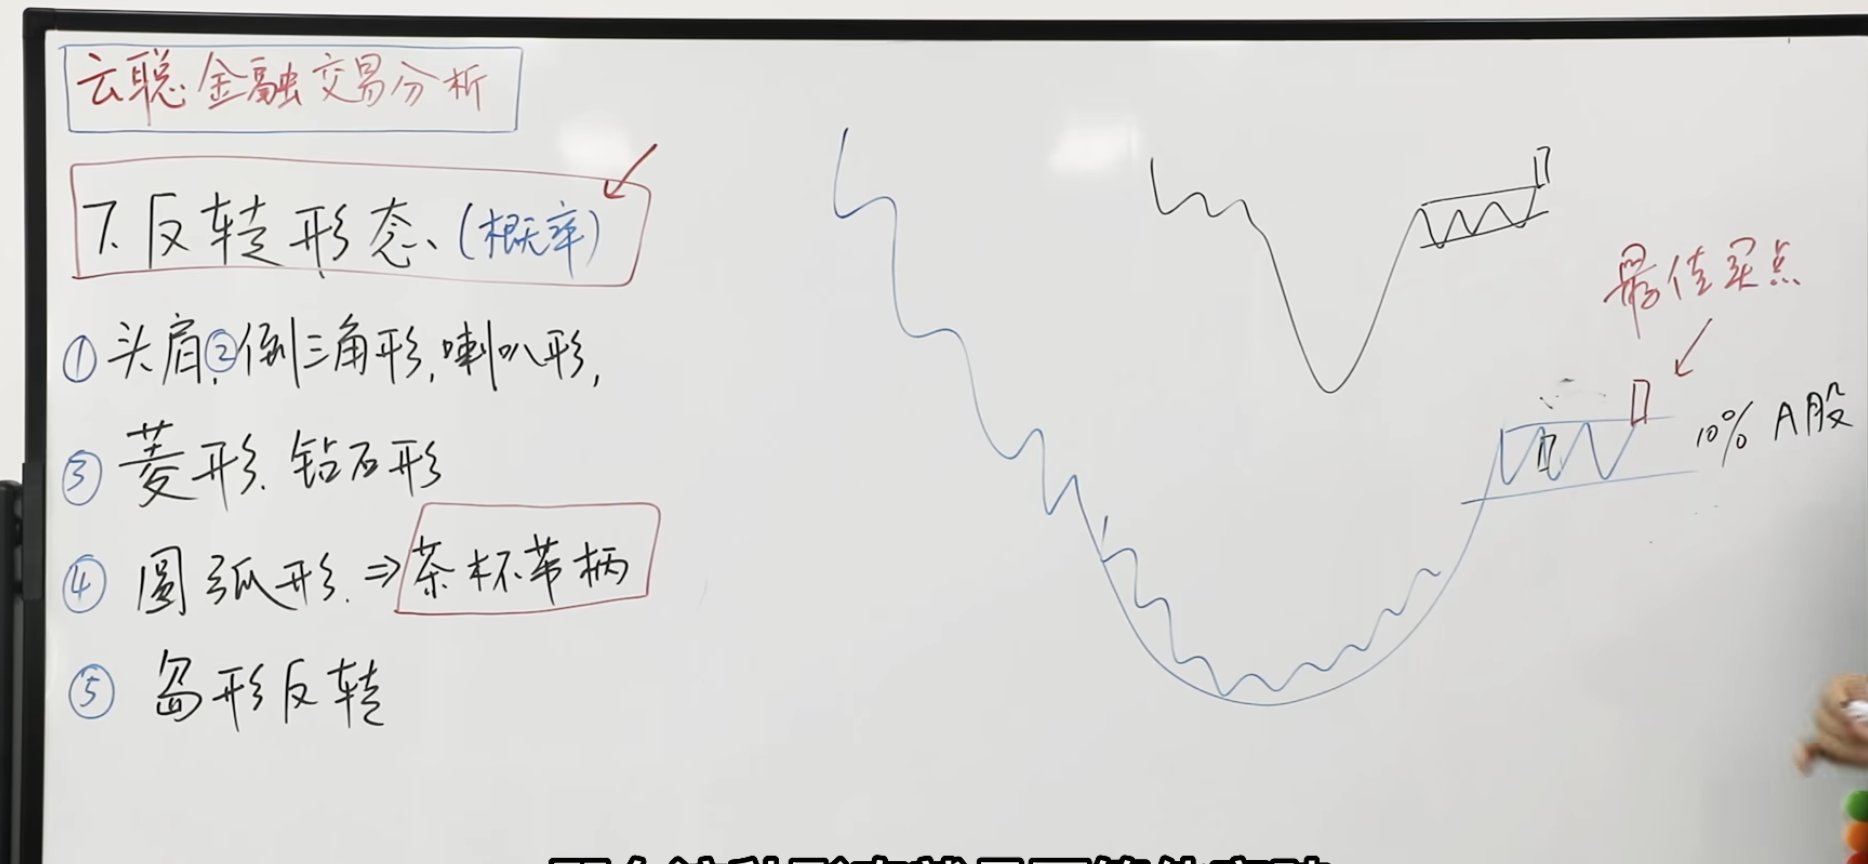 云聪金融交易分析
7.反转形态、(概率)
①头肩,②倒三角形,喇叭形,
③菱形.钻石形
④圆弧形.⇒茶杯带柄
⑤岛形反转
最佳买点
10% A股